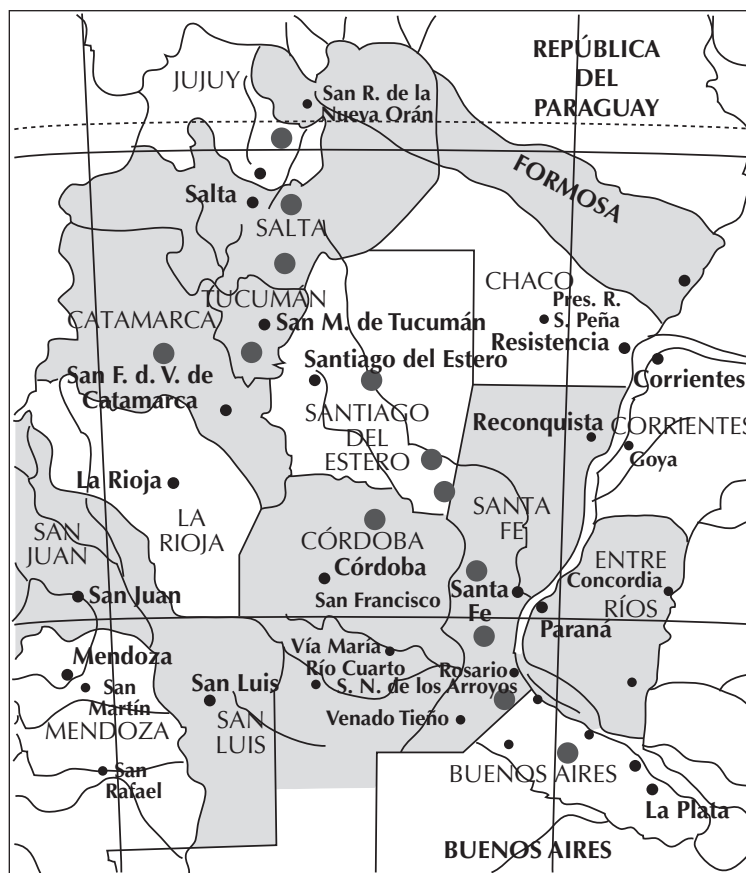 REPÚBLICA
DEL
PARAGUAY
JUJUY
San R. de la
Nueva Orán
FORMOSA
Salta
SALTA
CHACO
Pres. R.
S. Peña
TUCUMÁN
CATAMARCA
San M. de Tucumán
Resistencia
Santiago del Estero
Corrientes
San F. d. V. de
Catamarca
SANTIAGO
DEL
ESTERO
Reconquista
CORRIENTES
Goya
La Rioja
LA
RIOJA
SANTA
FE
SAN
JUAN
CÓRDOBA
Córdoba
ENTRE
Concordia
RÍOS
San Juan
San Francisco
Santa
Fe
Paraná
Vía María
Mendoza
Río Cuarto
Rosario
San
Martín
San Luis
S. N. de los Arroyos
MENDOZA
SAN
LUIS
Venado Tieño
BUENOS AIRES
San
Rafael
La Plata
BUENOS AIRES